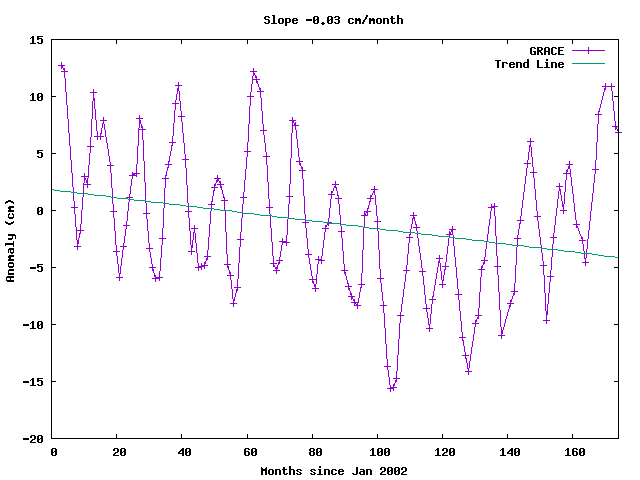 Slope -0.03 cm/month
GRACE
Trend Line
15
10
5
0
-5
-10
-15
-20
Anomaly (cm)
0 20 40 60 80 100 120 140 160
Months since Jan 2002